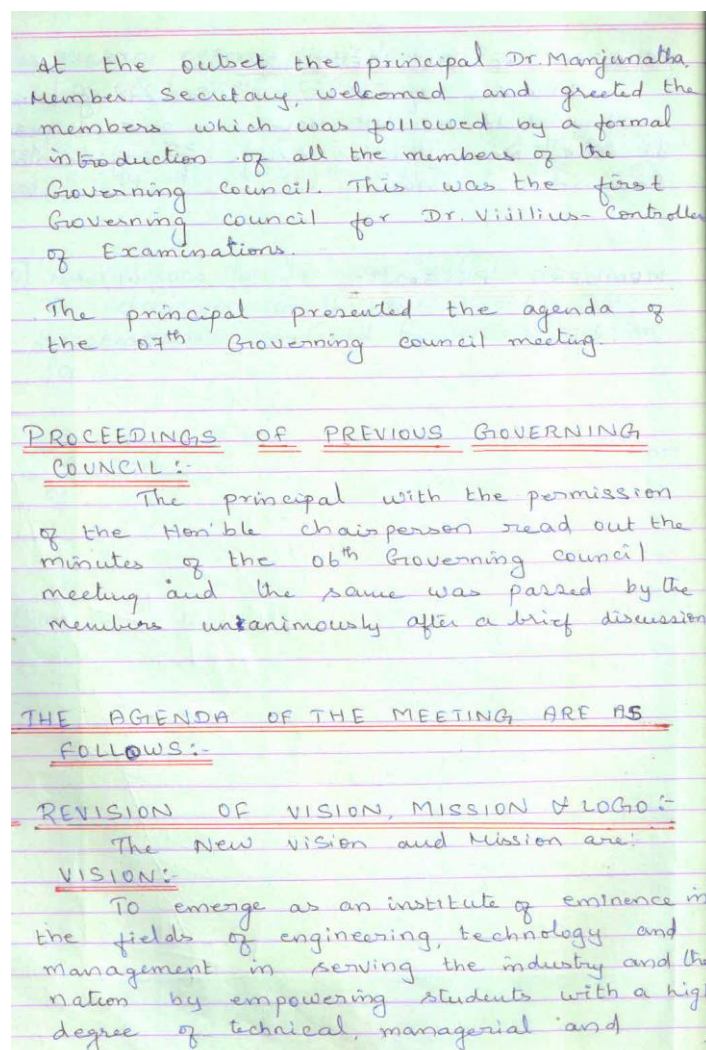 At the outset the principal Dr. Manjunatha,
Member Secretary, welcomed and greeted the
members which was followed by a formal
introduction of all the members of the
Governing Council. This was the first
Governing council for Dr. Vijilius - Controller
of Examinations.
The principal presented the agenda of
the 07th Governing council meeting.
PROCEEDINGS OF PREVIOUS GOVERNING
COUNCIL :-
The principal with the permission
of the Hon'ble chairperson read out the
minutes of the 06th Governing council
meeting and the same was passed by the
members unanimously after a brief discussion
THE AGENDA OF THE MEETING ARE AS
FOLLOWS :-
REVISION OF VISION, MISSION & LOGO :-
The New vision and Mission are:
VISION :-
To emerge as an institute of eminence in
the fields of engineering, technology and
management in serving the industry and the
nation by empowering students with a high
degree of technical, managerial and